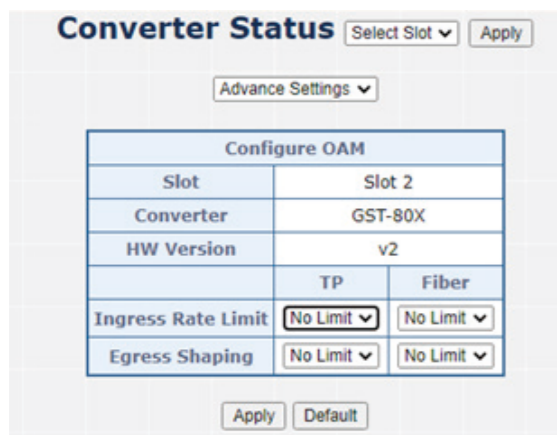 Converter Status Select Slot Apply
Advance Settings
Configure OAM
Slot Slot 2
Converter GST-80X
HW Version v2
TP Fiber
Ingress Rate Limit No Limit No Limit
Egress Shaping No Limit No Limit
Apply Default